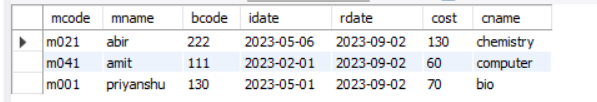 mcode mname bcode idate rdate cost cname
m021 abir 222 2023-05-06 2023-09-02 130 chemistry
m041 amit 111 2023-02-01 2023-09-02 60 computer
m001 priyanshu 130 2023-05-01 2023-09-02 70 bio